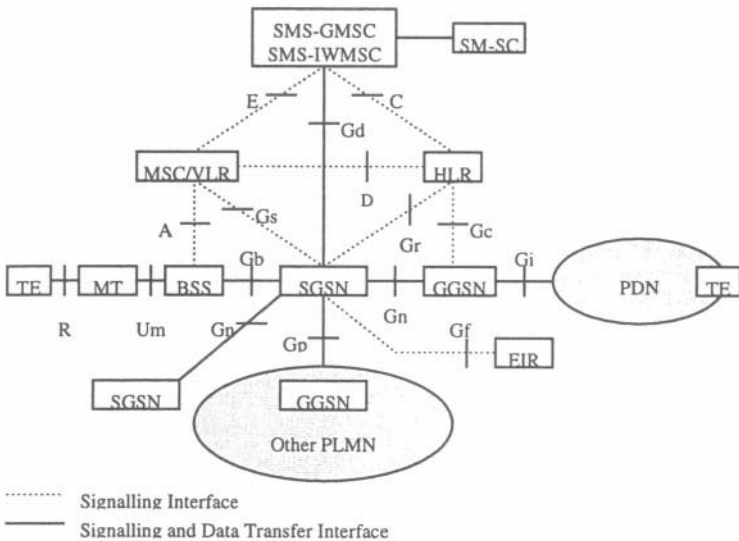 SMS-GMSC
SMS-IWMSC
SM-SC
E
C
Gd
MSC/VLR
HLR
D
A
Gs
Gr
Gc
Gb
Gi
TE
MT
BSS
SGSN
GGSN
PDN
TE
R
Um
Gn
Gn
Gp
Gf
EIR
SGSN
GGSN
Other PLMN
Signalling Interface
Signalling and Data Transfer Interface